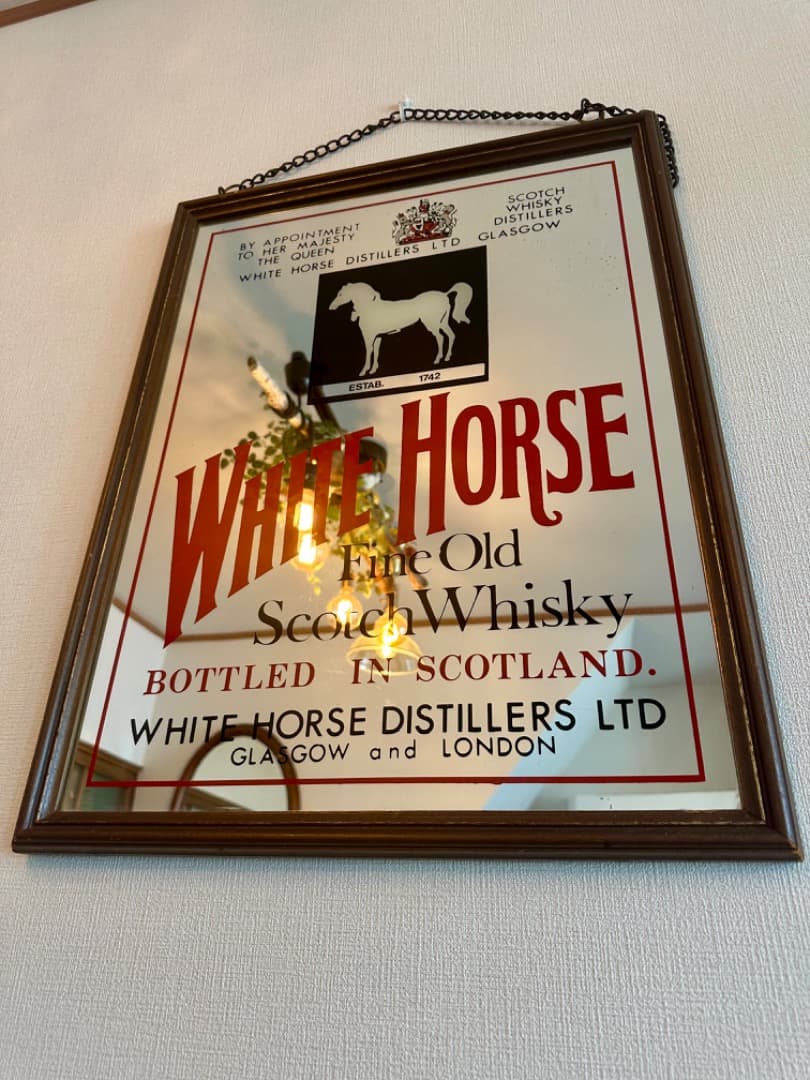 BY APPOINTMENT
TO HER MAJESTY
THE QUEEN
SCOTCH
WHISKY
DISTILLERS
WHITE HORSE DISTILLERS LTD GLASGOW
ESTAB. 1742
WHITE HORSE
Fine Old
Scotch Whisky
BOTTLED IN SCOTLAND.
WHITE HORSE DISTILLERS LTD
GLASGOW and LONDON